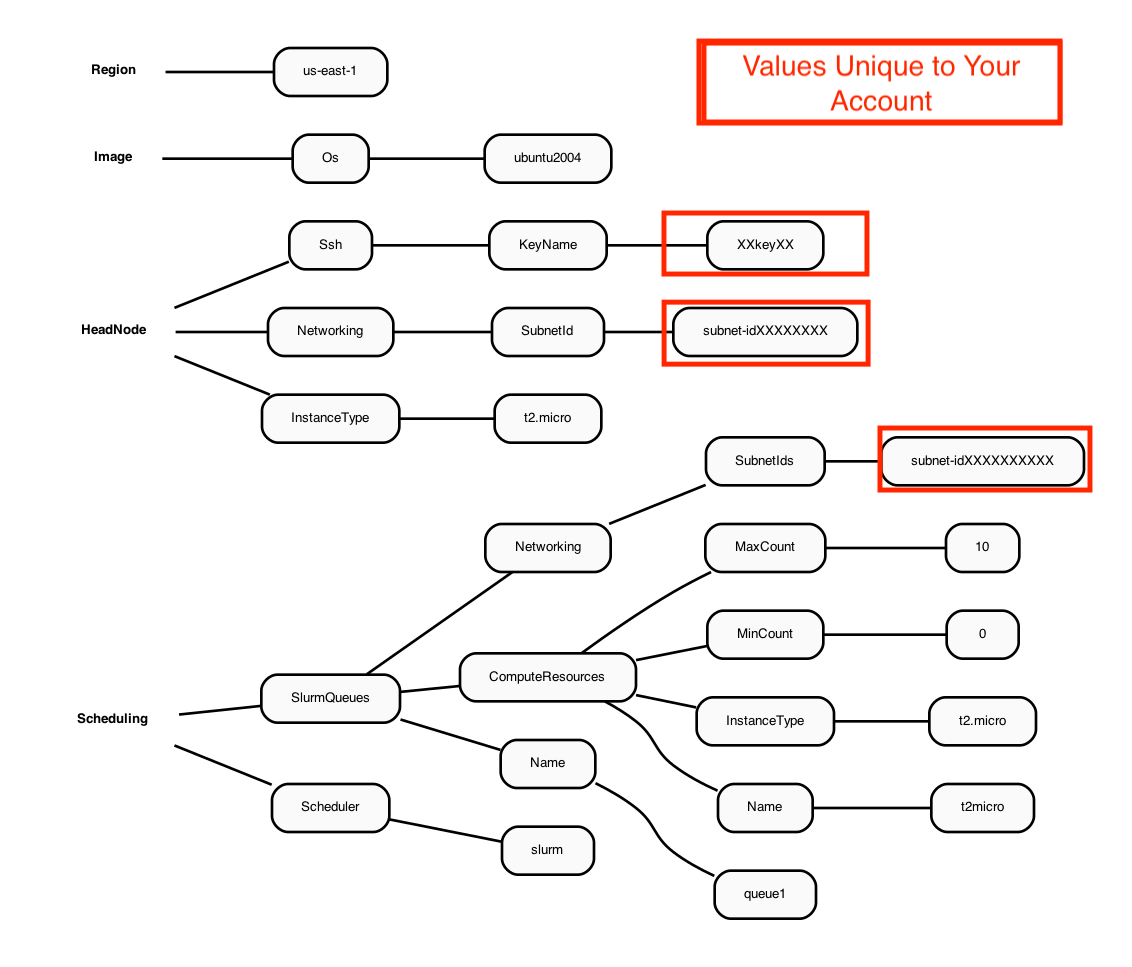 Values Unique to Your
Account
Region
us-east-1
Image
Os
ubuntu2004
Ssh
KeyName
XXkeyXX
HeadNode
Networking
SubnetId
subnet-idXXXXXXXX
InstanceType
t2.micro
SubnetIds
subnet-idXXXXXXXXXX
Networking
MaxCount
10
MinCount
0
ComputeResources
SlurmQueues
Scheduling
InstanceType
t2.micro
Name
Scheduler
Name
t2micro
slurm
queue1